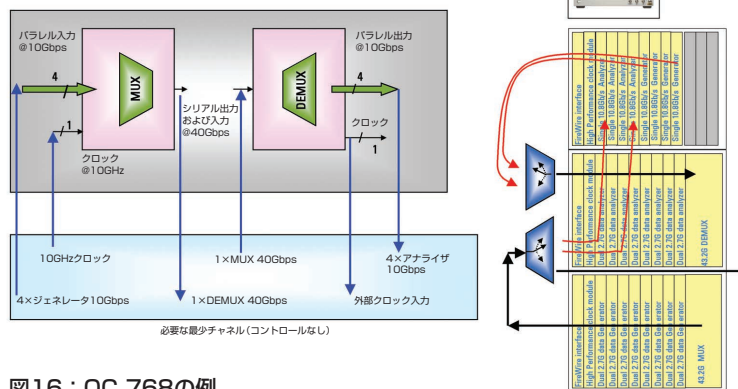 パラレル入力
@10Gbps
パラレル出力
@10Gbps
4
MUX
DEMUX
4
シリアル出力
および入力
@40Gbps
クロック
1
1
クロック
@10GHz
10GHzクロック
1×MUX 40Gbps
4×アナライザ
10Gbps
4×ジェネレータ10Gbps
1×DEMUX 40Gbps
外部クロック入力
必要な最少チャネル(コントロールなし)
図16:OC 768の例
FireWire interface
High Performance clock module
Single 10.8Gb/s Analyzer
Single 10.8Gb/s Analyzer
Single 10.8Gb/s Analyzer
Single 10.8Gb/s Analyzer
Single 10.8Gb/s Generator
Single 10.8Gb/s Generator
Single 10.8Gb/s Generator
Single 10.8Gb/s Generator
FireWire interface
High Performance clock module
Dual 2.7G data analyzer
Dual 2.7G data analyzer
Dual 2.7G data analyzer
Dual 2.7G data analyzer
Dual 2.7G data analyzer
Dual 2.7G data analyzer
Dual 2.7G data analyzer
Dual 2.7G data analyzer
43.2G DEMUX
FireWire interface
High Performance clock module
Dual 2.7G data Generator
Dual 2.7G data Generator
Dual 2.7G data Generator
Dual 2.7G data Generator
Dual 2.7G data Generator
Dual 2.7G data Generator
Dual 2.7G data Generator
Dual 2.7G data Generator
43.2G MUX